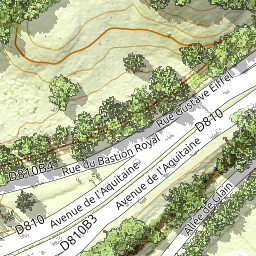 Rue Gustave Eiffel
D810
Rue du Bastion Royal
D810B4
Avenue de l'Aquitaine
Avenue de l'Aquitaine
D810
D810B3
Allée de Clain